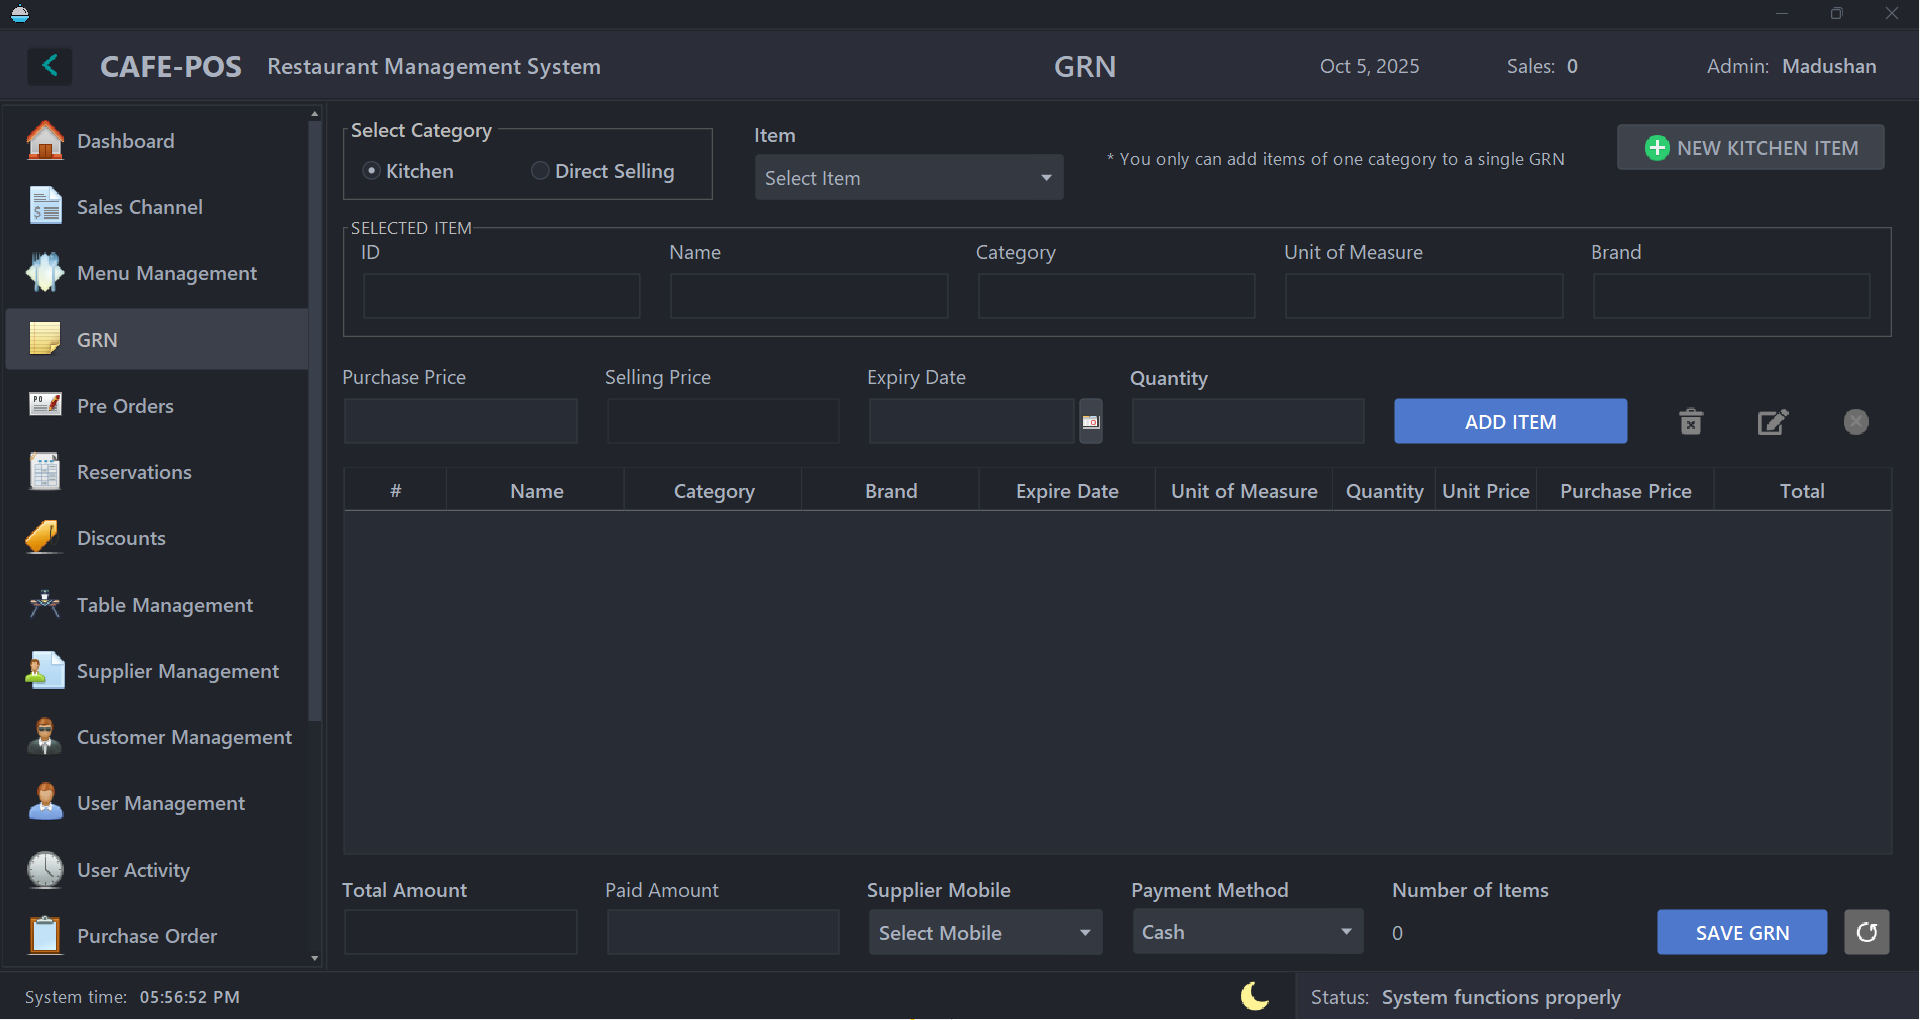 CAFE-POS Restaurant Management System GRN Oct 5, 2025 Sales: 0 Admin: Madushan
Dashboard
Sales Channel
Menu Management
GRN
Pre Orders
Reservations
Discounts
Table Management
Supplier Management
Customer Management
User Management
User Activity
Purchase Order
Select Category
Kitchen Direct Selling
Item
Select Item
* You only can add items of one category to a single GRN
NEW KITCHEN ITEM
SELECTED ITEM
ID Name Category Unit of Measure Brand
Purchase Price Selling Price Expiry Date Quantity
ADD ITEM
# Name Category Brand Expire Date Unit of Measure Quantity Unit Price Purchase Price Total
Total Amount Paid Amount Supplier Mobile Payment Method Number of Items
Select Mobile Cash 0 SAVE GRN
System time: 05:56:52 PM Status: System functions properly